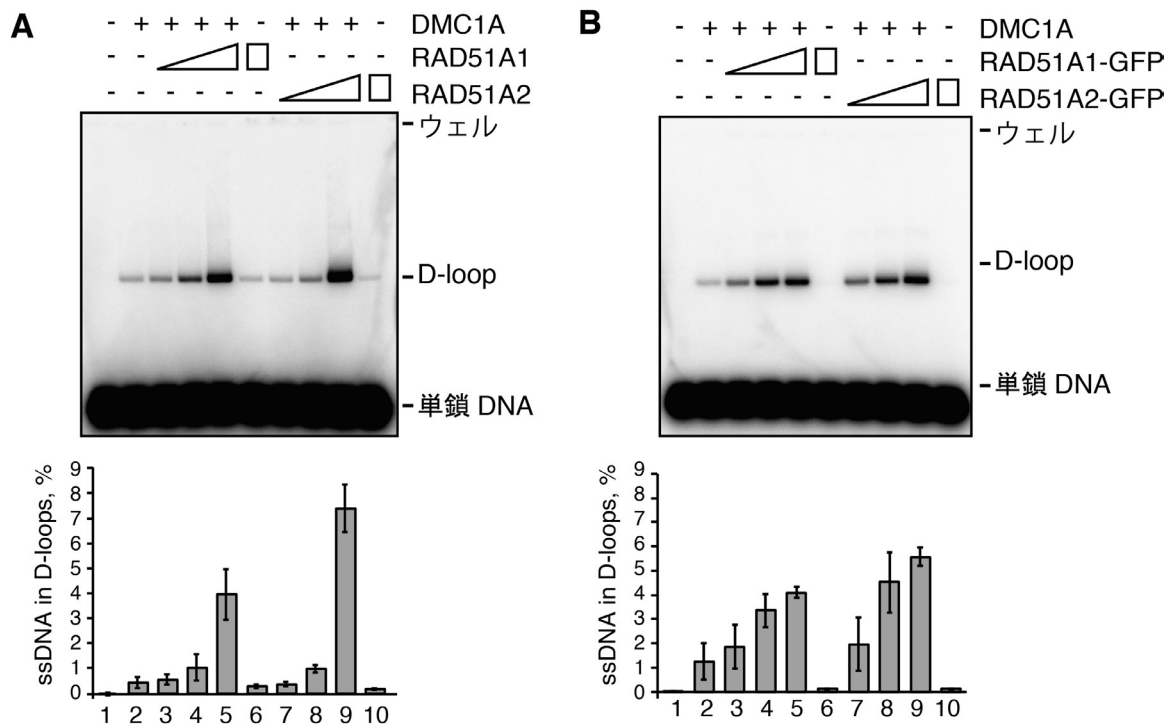 A
- + + + + - + + + - DMC1A
- - - - - - RAD51A1
- - - - - - RAD51A2
ウェル
D-loop
単鎖 DNA
ssDNA in D-loops, %
9
8
7
6
5
4
3
2
1
0
1 2 3 4 5 6 7 8 9 10
B
- + + + + - + + + - DMC1A
- - - - - - RAD51A1-GFP
- - - - - - RAD51A2-GFP
ウェル
D-loop
単鎖 DNA
ssDNA in D-loops, %
9
8
7
6
5
4
3
2
1
0
1 2 3 4 5 6 7 8 9 10